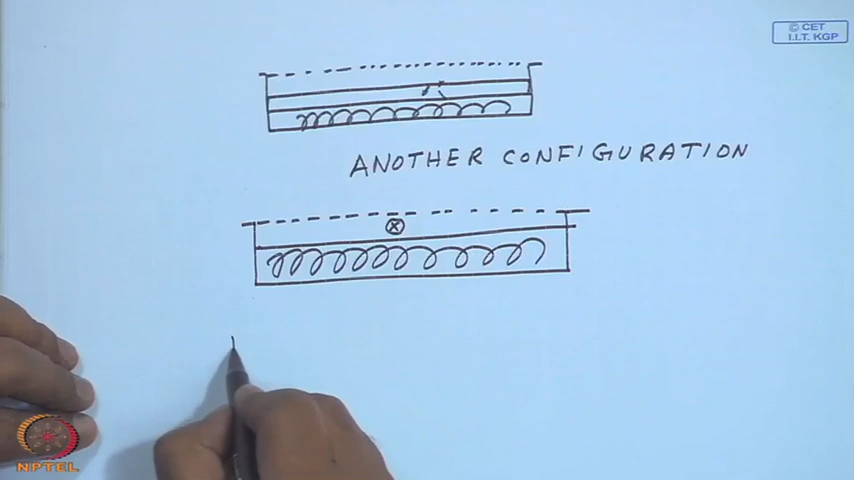 © CET
I.I.T. KGP
ANOTHER CONFIGURATION
NPTEL